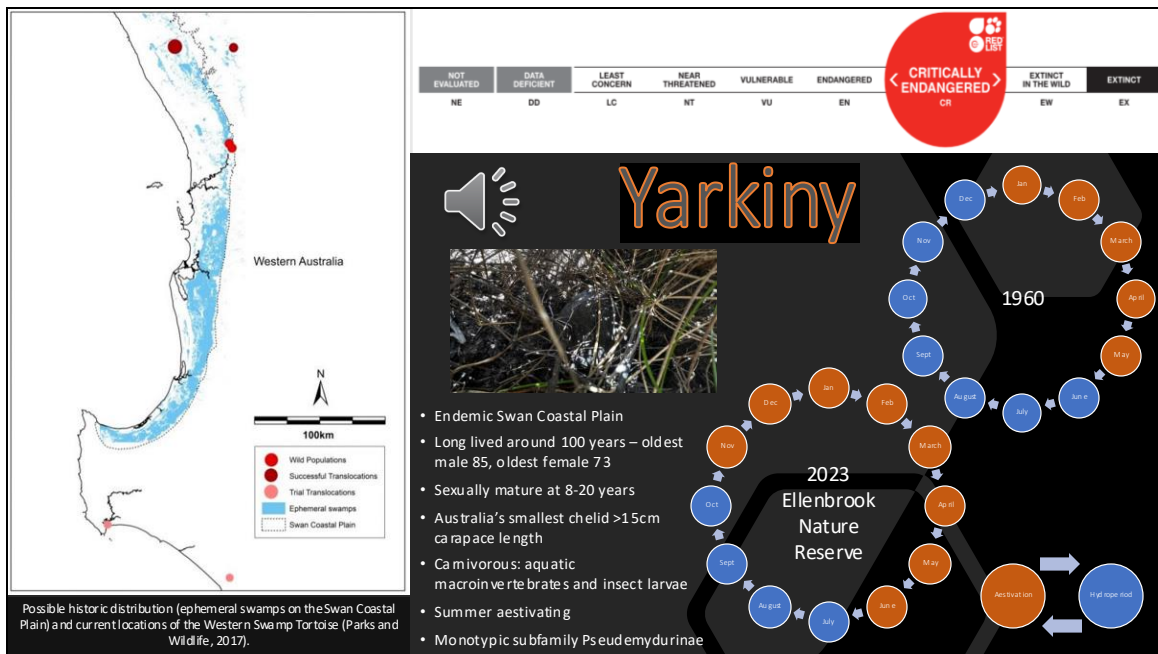 Western Australia
N
100km
Wild Populations
Successful Translocations
Trial Translocations
Ephemeral swamps
Swan Coastal Plain
Possible historic distribution (ephemeral swamps on the Swan Coastal
Plain) and current locations of the Western Swamp Tortoise (Parks and
Wildlife, 2017).
RED
LIST
NOT
EVALUATED
DATA
DEFICIENT
LEAST
CONCERN
NEAR
THREATENED
VULNERABLE
ENDANGERED
< CRITICALLY
ENDANGERED >
EXTINCT
IN THE WILD
EXTINCT
NE
DD
LC
NT
VU
EN
CR
EW
EX
Yarkiny
• Endemic Swan Coastal Plain
• Long lived around 100 years – oldest
male 85, oldest female 73
• Sexually mature at 8-20 years
• Australia's smallest chelid >15cm
carapace length
• Carnivorous: aquatic
macroinvertebrates and insect larvae
• Summer aestivating
• Monotypic subfamily Pseudemydurinae
1960
Jan
Feb
March
April
May
June
July
August
Sept
Oct
Nov
Dec
2023
Ellenbrook
Nature
Reserve
Jan
Feb
March
April
May
June
July
August
Sept
Oct
Nov
Dec
Aestivation
Hydroperiod